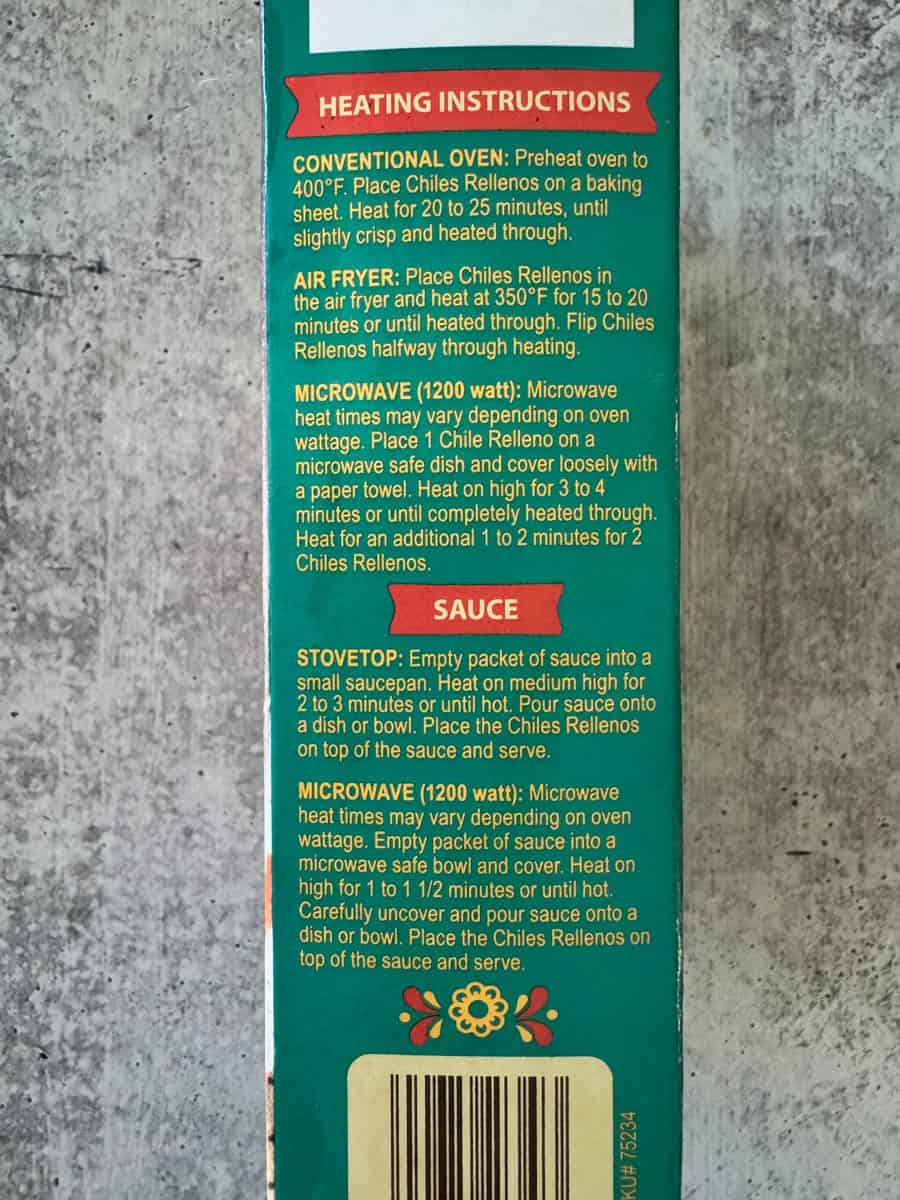 HEATING INSTRUCTIONS
CONVENTIONAL OVEN: Preheat oven to
400°F. Place Chiles Rellenos on a baking
sheet. Heat for 20 to 25 minutes, until
slightly crisp and heated through.
AIR FRYER: Place Chiles Rellenos in
the air fryer and heat at 350°F for 15 to 20
minutes or until heated through. Flip Chiles
Rellenos halfway through heating.
MICROWAVE (1200 watt): Microwave
heat times may vary depending on oven
wattage. Place 1 Chile Relleno on a
microwave safe dish and cover loosely with
a paper towel. Heat on high for 3 to 4
minutes or until completely heated through.
Heat for an additional 1 to 2 minutes for 2
Chiles Rellenos.
SAUCE
STOVETOP: Empty packet of sauce into a
small saucepan. Heat on medium high for
2 to 3 minutes or until hot. Pour sauce onto
a dish or bowl. Place the Chiles Rellenos
on top of the sauce and serve.
MICROWAVE (1200 watt): Microwave
heat times may vary depending on oven
wattage. Empty packet of sauce into a
microwave safe bowl and cover. Heat on
high for 1 to 1 1/2 minutes or until hot.
Carefully uncover and pour sauce onto a
dish or bowl. Place the Chiles Rellenos on
top of the sauce and serve.
KU# 75234